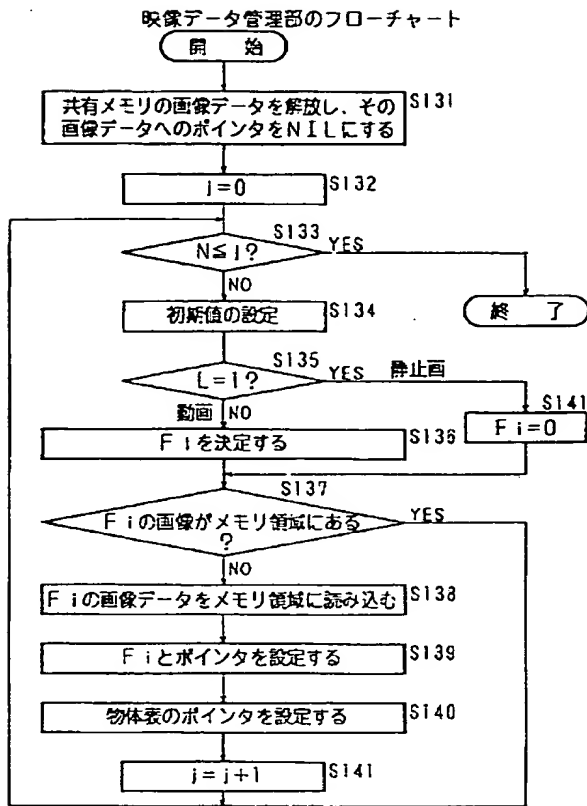 映像データ管理部のフローチャート
開 始
共有メモリの画像データを解放し、その
画像データへのポインタをNILにする
S131
j=0
S132
S133
N≦j?
YES
NO
終 了
初期値の設定
S134
S135
L=1?
YES
静止画
動画
NO
S141
Fi=0
Fiを決定する
S136
S137
Fiの画像がメモリ領域にある
?
YES
NO
Fiの画像データをメモリ領域に読み込む
S138
Fiとポインタを設定する
S139
物体表のポインタを設定する
S140
j=j+1
S141